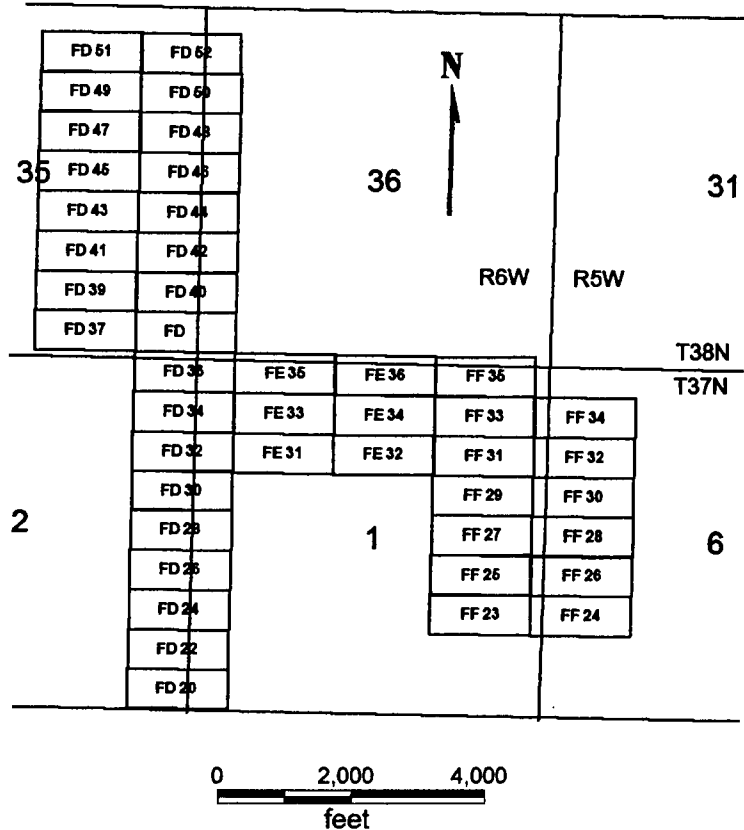 FD 51 FD 52
N
FD 49 FD 50
FD 47 FD 48
35 FD 45 FD 46 36 31
FD 43 FD 44
FD 41 FD 42
R6W R5W
FD 39 FD 40
FD 37 FD
T38N
FD 36 FE 35 FE 36 FF 35
T37N
FD 34 FE 33 FE 34 FF 33 FF 34
FD 32 FE 31 FE 32 FF 31 FF 32
FD 30 FF 29 FF 30
2 FD 28 1 FF 27 FF 28 6
FD 26 FF 25 FF 26
FD 24 FF 23 FF 24
FD 22
FD 20
0 2,000 4,000
feet